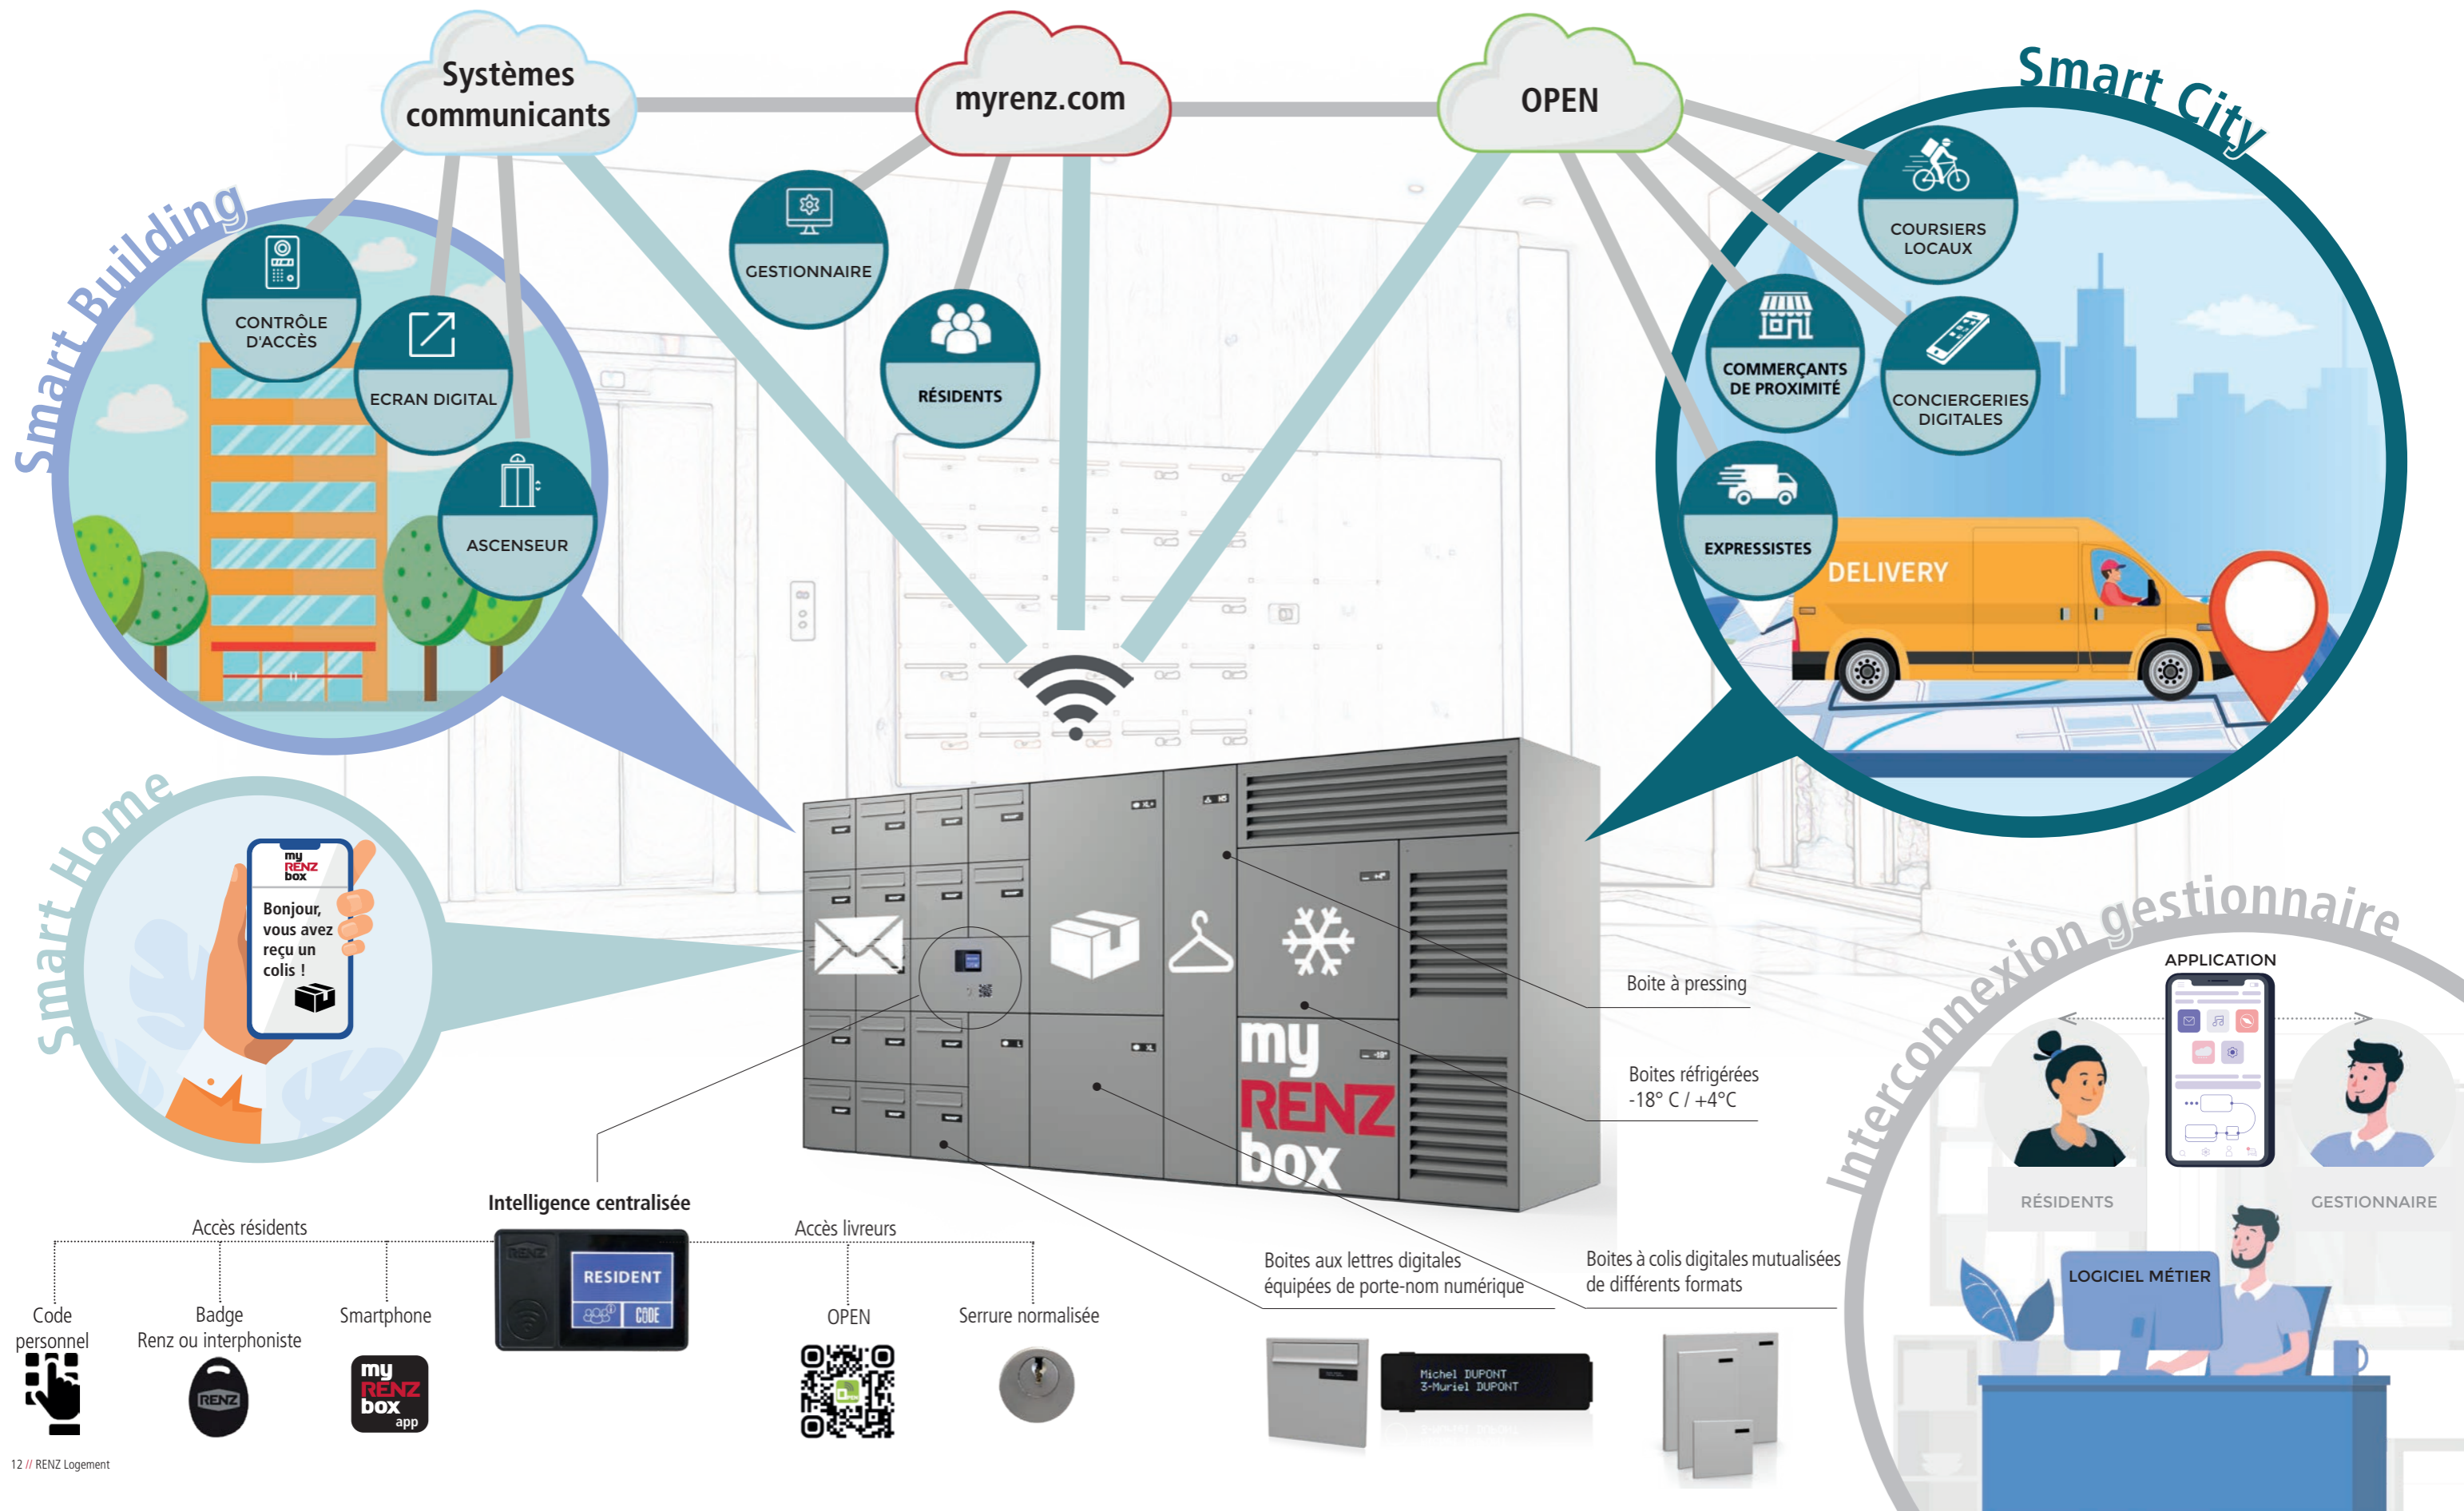 Systèmes
communicants
myrenz.com
OPEN
Smart City
Smart Building
CONTRÔLE
D'ACCÈS
ECRAN DIGITAL
ASCENSEUR
GESTIONNAIRE
RÉSIDENTS
COURSIERS
LOCAUX
COMMERÇANTS
DE PROXIMITÉ
CONCIERGERIES
DIGITALES
EXPRESSISTES
DELIVERY
Smart Home
my
RENZ
box
Bonjour,
vous avez
reçu un
colis !
my
RENZ
box
Boite à pressing
Boites réfrigérées
-18° C / +4°C
Interconnexion gestionnaire
APPLICATION
RÉSIDENTS
GESTIONNAIRE
LOGICIEL MÉTIER
Intelligence centralisée
Accès résidents
Accès livreurs
RENZ
RESIDENT
CODE
Code
personnel
Badge
Renz ou interphoniste
RENZ
Smartphone
my
RENZ
box
app
OPEN
Serrure normalisée
Boites aux lettres digitales
équipées de porte-nom numérique
Michel DUPONT
3-Muriel DUPONT
Boites à colis digitales mutualisées
de différents formats
12 // RENZ Logement